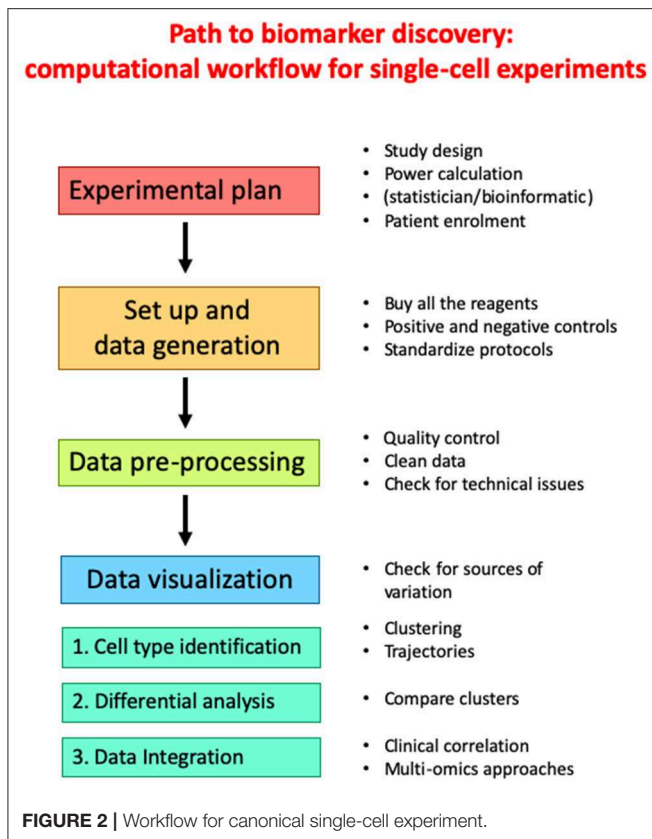 Path to biomarker discovery:
computational workflow for single-cell experiments
Experimental plan
• Study design
• Power calculation
• (statistician/bioinformatic)
• Patient enrolment
Set up and
data generation
• Buy all the reagents
• Positive and negative controls
• Standardize protocols
Data pre-processing
• Quality control
• Clean data
• Check for technical issues
Data visualization
• Check for sources of
variation
1. Cell type identification
• Clustering
• Trajectories
2. Differential analysis
• Compare clusters
3. Data Integration
• Clinical correlation
• Multi-omics approaches
FIGURE 2 | Workflow for canonical single-cell experiment.